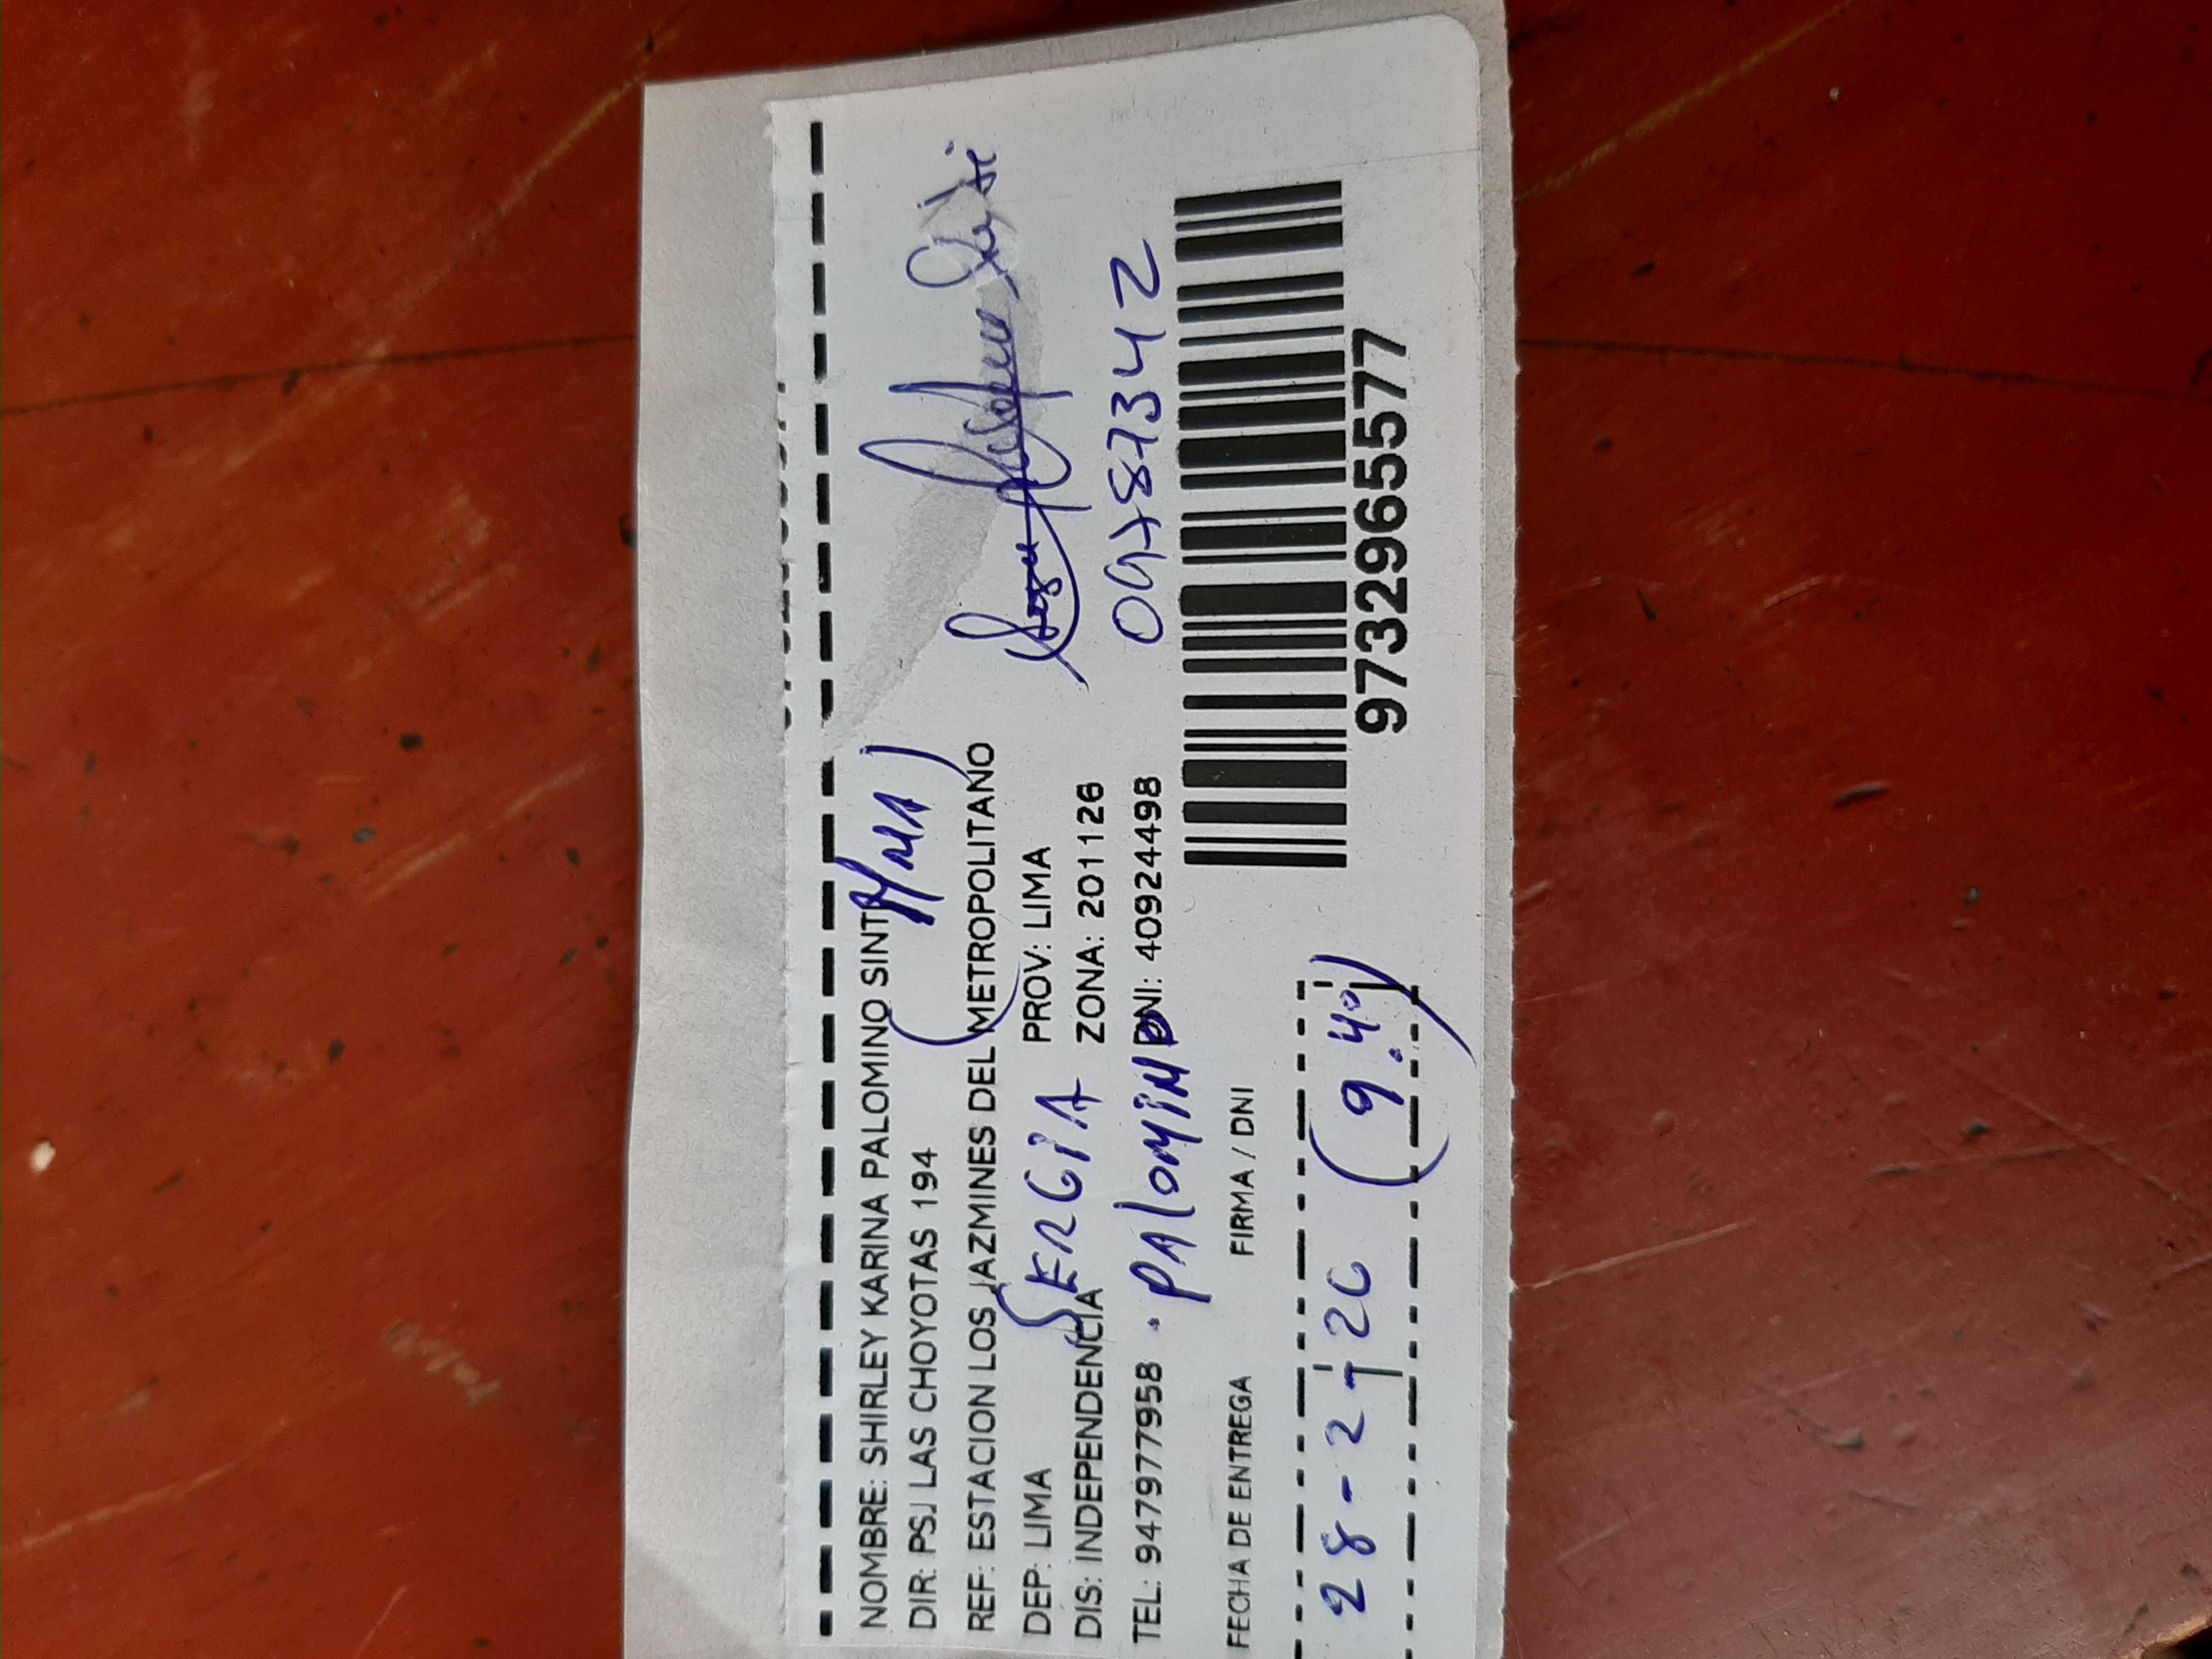 NOMBRE: SHIRLEY KARINA PALOMINO SINTI
DIR: PSJ LAS CHOYOTAS 194
REF: ESTACION LOS JAZMINES DEL METROPOLITANO
DEP: LIMA PROV: LIMA
DIS: INDEPENDENCIA ZONA: 201126
TEL: 947977958 DNI: 40924498
SERGIA
PALOMINO
09787342
FECHA DE ENTREGA FIRMA / DNI
28-2-26 (9:40)
9732965577